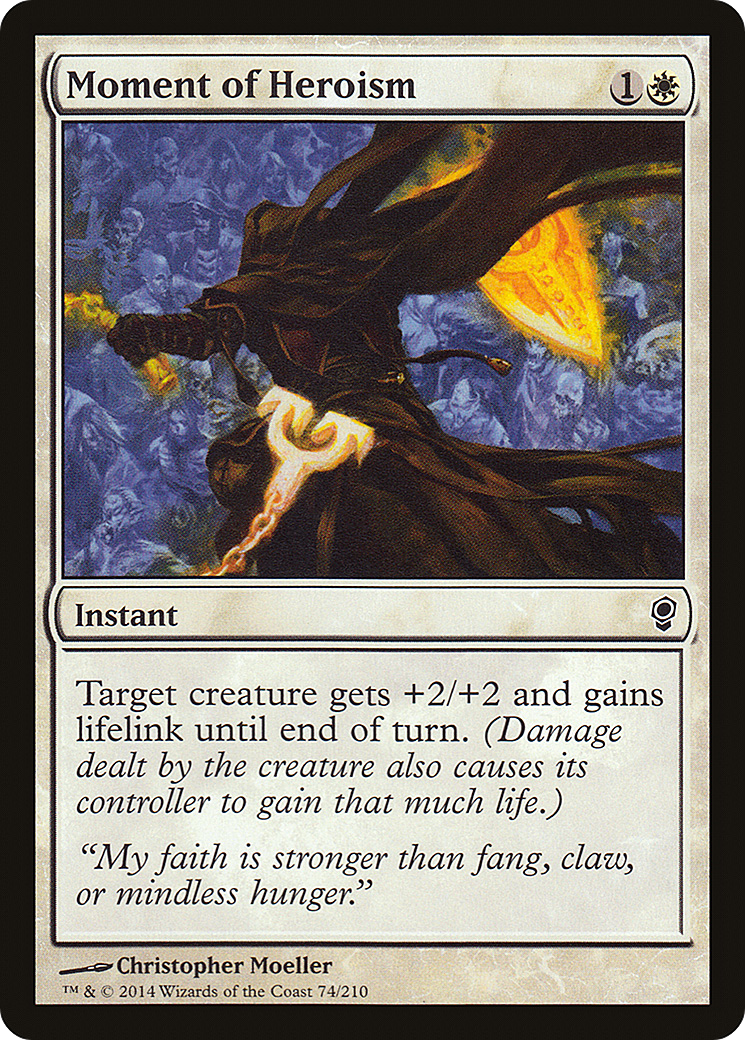 Moment of Heroism 1
Instant
Target creature gets +2/+2 and gains
lifelink until end of turn. (Damage
dealt by the creature also causes its
controller to gain that much life.)
“My faith is stronger than fang, claw,
or mindless hunger.”
Christopher Moeller
™ & © 2014 Wizards of the Coast 74/210